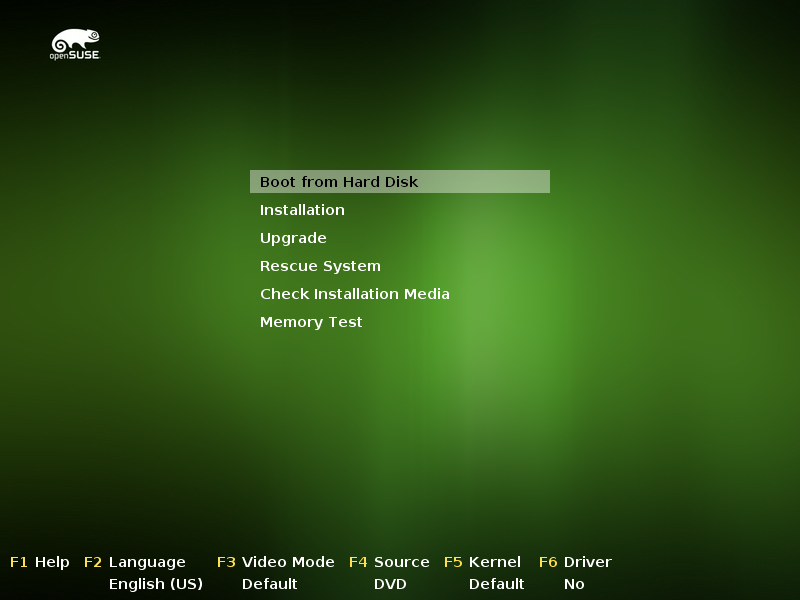 openSUSE
Boot from Hard Disk
Installation
Upgrade
Rescue System
Check Installation Media
Memory Test
F1 Help F2 Language F3 Video Mode F4 Source F5 Kernel F6 Driver
English (US) Default DVD Default No